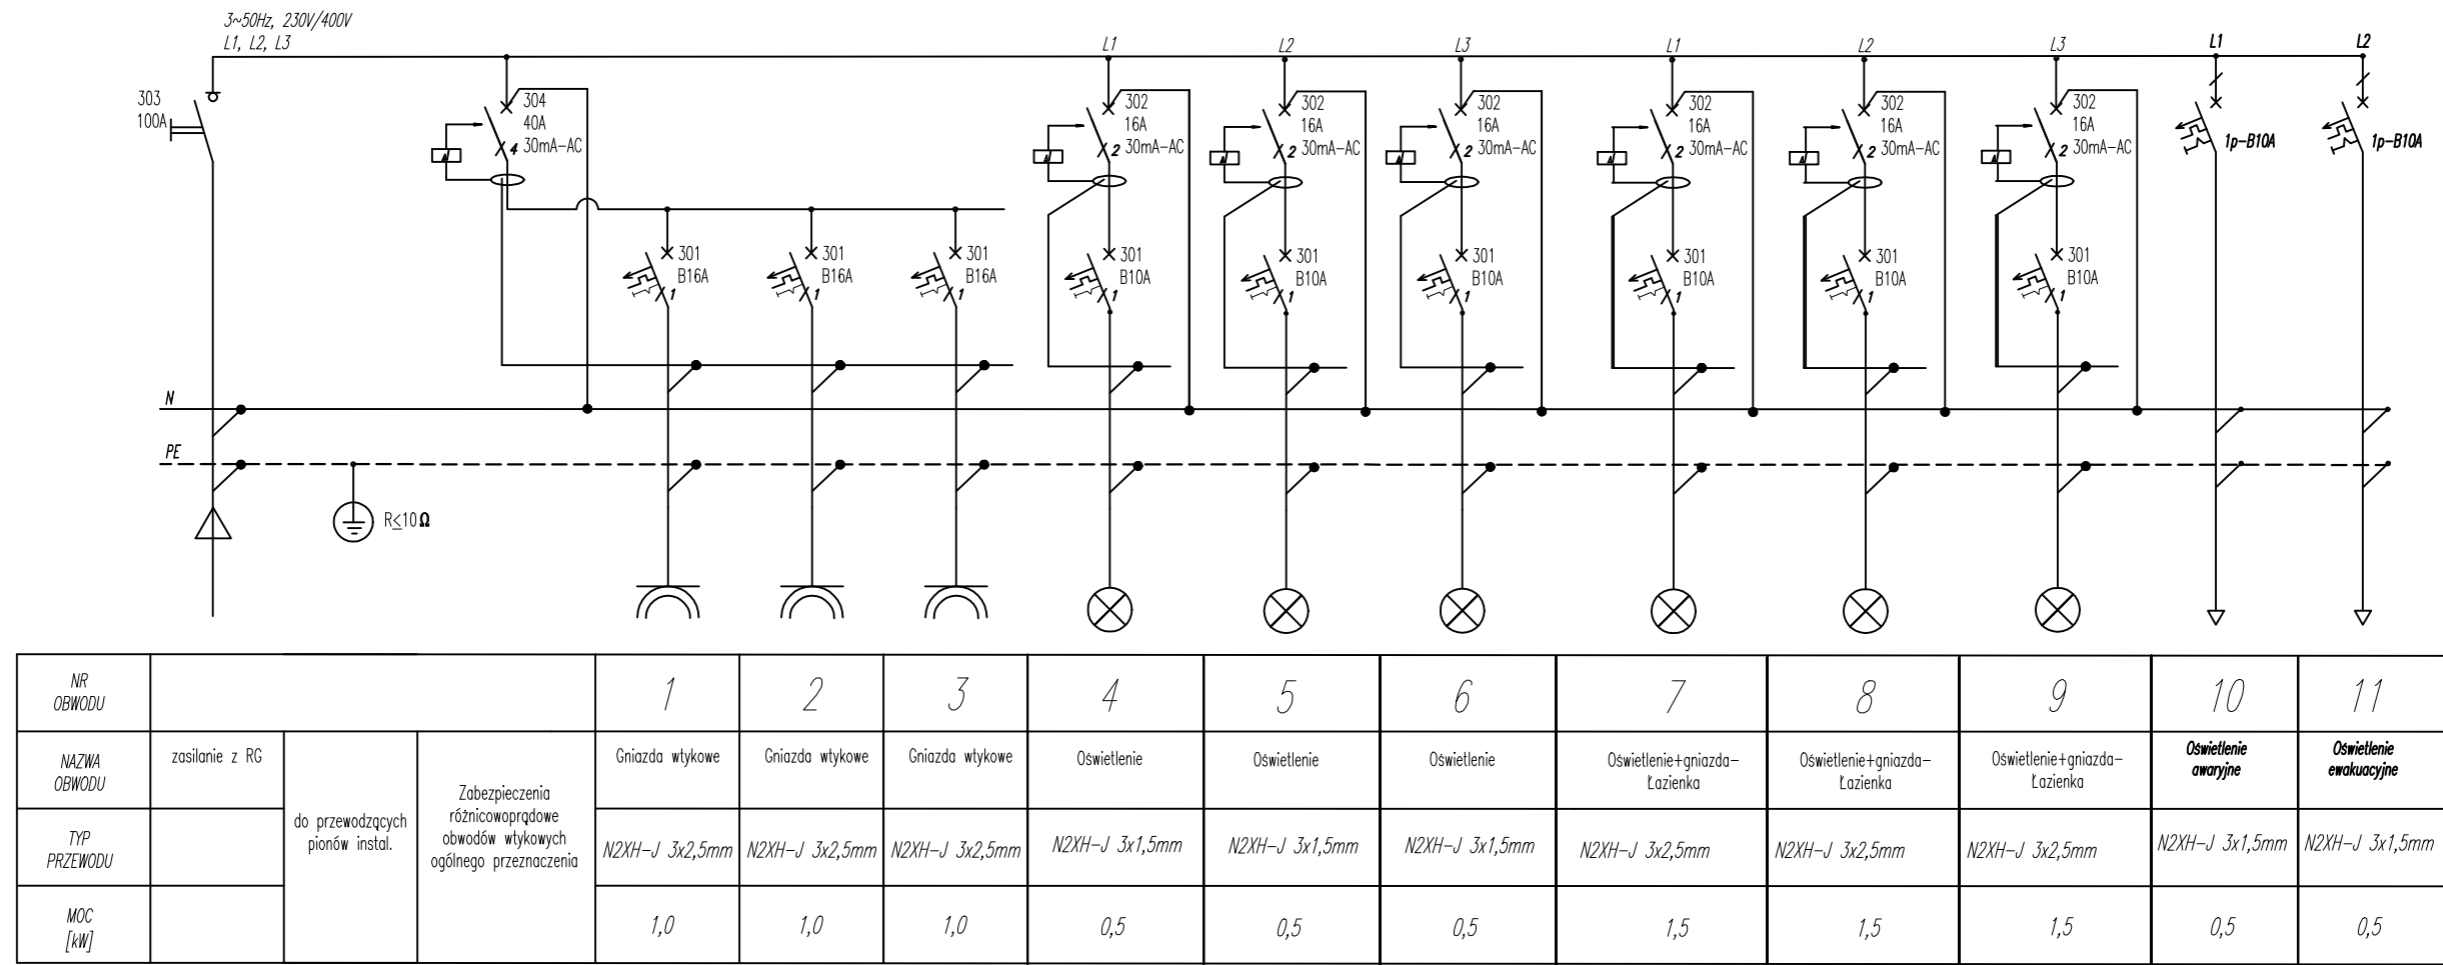 3~50Hz, 230V/400V
L1, L2, L3
L1
L2
L3
L1
L2
L3
L1
L2
303
100A
304
40A
4 30mA-AC
302
16A
2 30mA-AC
302
16A
2 30mA-AC
302
16A
2 30mA-AC
302
16A
2 30mA-AC
302
16A
2 30mA-AC
302
16A
2 30mA-AC
1p-B10A
1p-B10A
301
B16A
1
301
B16A
1
301
B16A
1
301
B10A
1
301
B10A
1
301
B10A
1
301
B10A
1
301
B10A
1
301
B10A
1
N
PE
R≤10Ω
NR
OBWODU
1
2
3
4
5
6
7
8
9
10
11
NAZWA
OBWODU
zasilanie z RG
do przewodzących
pionów instal.
Zabezpieczenia
różnicowoprądowe
obwodów wtykowych
ogólnego przeznaczenia
Gniazda wtykowe
Gniazda wtykowe
Gniazda wtykowe
Oświetlenie
Oświetlenie
Oświetlenie
Oświetlenie+gniazda-
Łazienka
Oświetlenie+gniazda-
Łazienka
Oświetlenie+gniazda-
Łazienka
Oświetlenie
awaryjne
Oświetlenie
ewakuacyjne
TYP
PRZEWODU
N2XH-J 3x2,5mm
N2XH-J 3x2,5mm
N2XH-J 3x2,5mm
N2XH-J 3x1,5mm
N2XH-J 3x1,5mm
N2XH-J 3x1,5mm
N2XH-J 3x2,5mm
N2XH-J 3x2,5mm
N2XH-J 3x2,5mm
N2XH-J 3x1,5mm
N2XH-J 3x1,5mm
MOC
[kW]
1,0
1,0
1,0
0,5
0,5
0,5
1,5
1,5
1,5
0,5
0,5